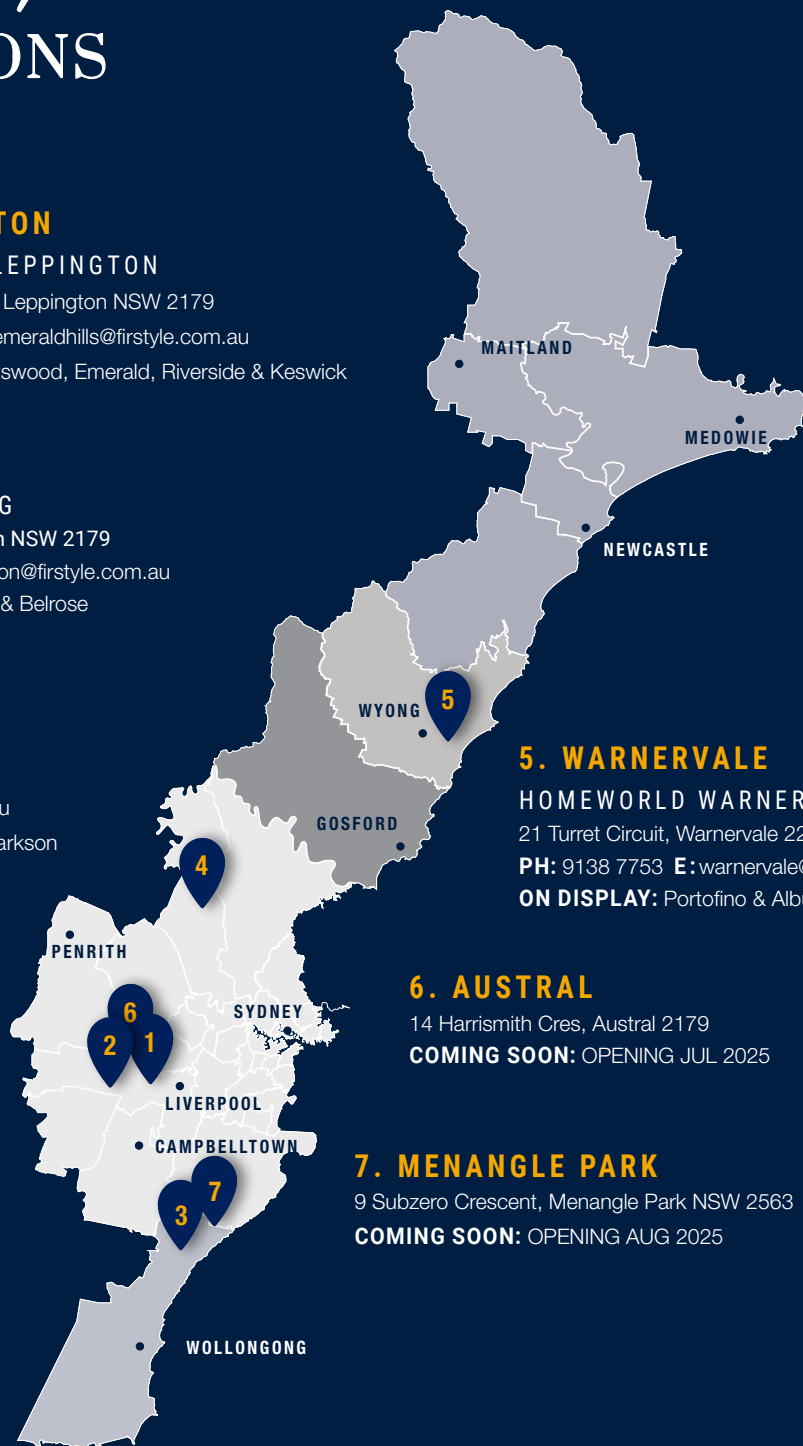 ONS
TON
LEPPINGTON
Leppington NSW 2179
emeraldhills@firstyle.com.au
tswood, Emerald, Riverside & Keswick
G
n NSW 2179
on@firstyle.com.au
& Belrose
u
arkson
MAITLAND
MEDOWIE
NEWCASTLE
WYONG
5
GOSFORD
4
PENRITH
6
SYDNEY
2
1
LIVERPOOL
CAMPBELLTOWN
7
3
WOLLONGONG
5. WARNERVALE
HOMEWORLD WARNER
21 Turret Circuit, Warnervale 22
PH: 9138 7753 E: warnervale@
ON DISPLAY: Portofino & Alb
6. AUSTRAL
14 Harrismith Cres, Austral 2179
COMING SOON: OPENING JUL 2025
7. MENANGLE PARK
9 Subzero Crescent, Menangle Park NSW 2563
COMING SOON: OPENING AUG 2025